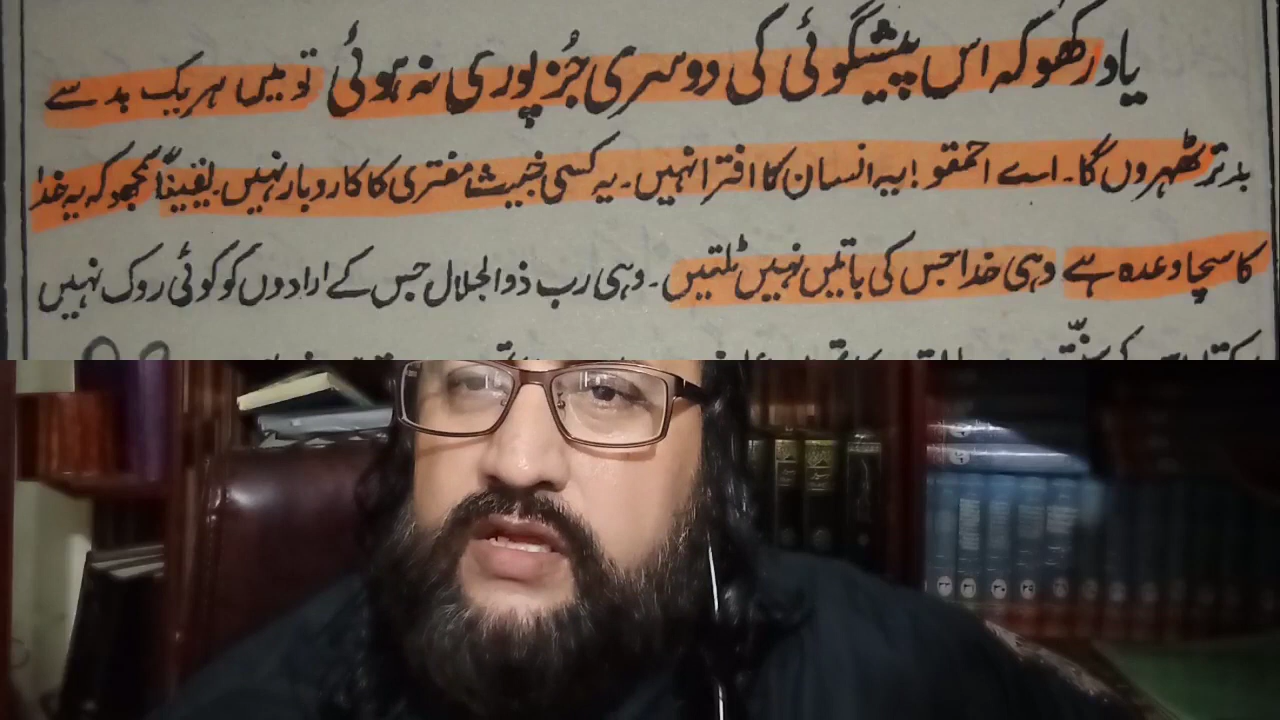 یاد رکھو کہ اس پیشگوئی کی دوسری جُز پوری نہ ہوئی تو میں ہر یک بد سے
بدتر ٹھہروں گا۔ اے احمقو! یہ انسان کا افترا نہیں۔ یہ کسی خبیث مفتری کا کاروبار نہیں۔ یقیناً سمجھو کہ یہ خدا
کا سچا وعدہ ہے وہی خدا جس کی باتیں نہیں ٹلتیں۔ وہی رب ذوالجلال جس کے ارادوں کو کوئی روک نہیں